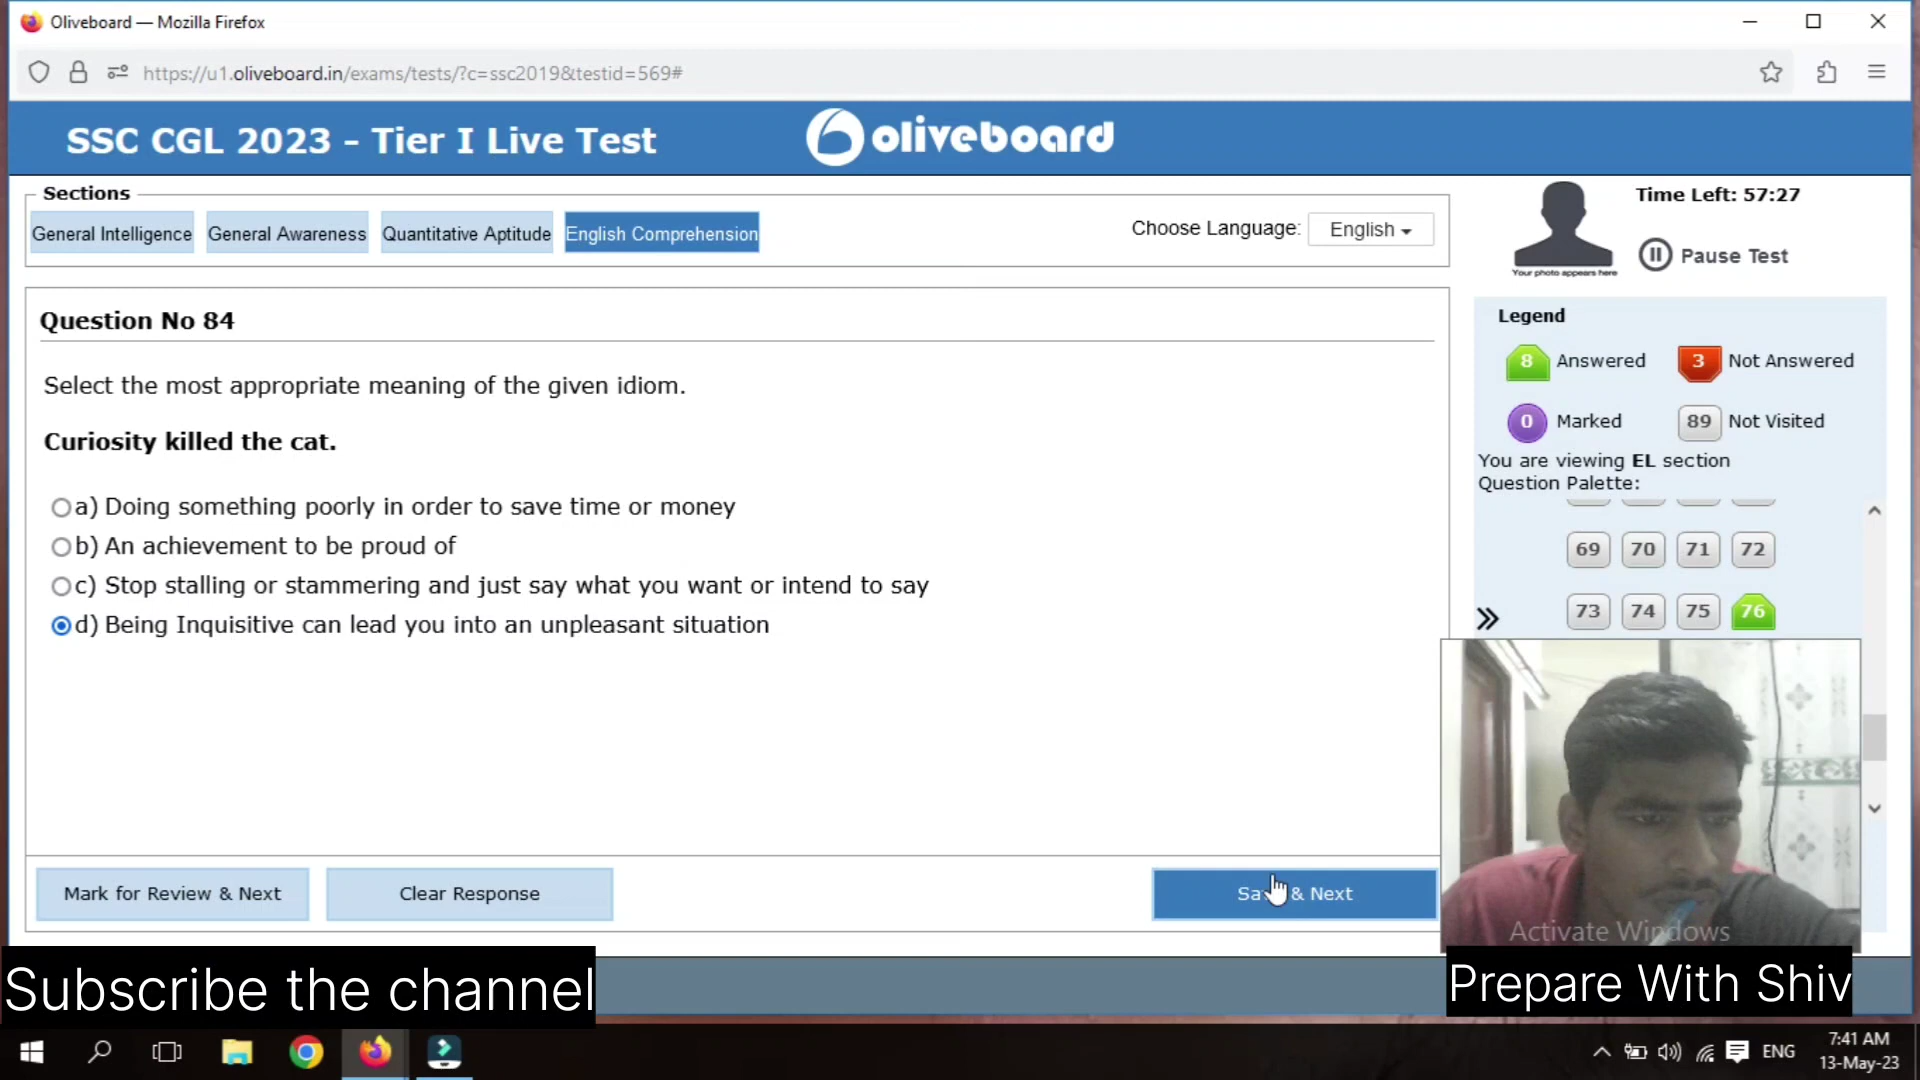 Oliveboard — Mozilla Firefox
https://u1.oliveboard.in/exams/tests/?c=ssc2019&testid=569#
SSC CGL 2023 - Tier I Live Test
oliveboard
Sections
General Intelligence
General Awareness
Quantitative Aptitude
English Comprehension
Choose Language:
English
Your photo appears here
Time Left: 57:27
Pause Test
Question No 84
Select the most appropriate meaning of the given idiom.
Curiosity killed the cat.
a) Doing something poorly in order to save time or money
b) An achievement to be proud of
c) Stop stalling or stammering and just say what you want or intend to say
d) Being Inquisitive can lead you into an unpleasant situation
Legend
8 Answered
3 Not Answered
0 Marked
89 Not Visited
You are viewing EL section
Question Palette:
69 70 71 72
73 74 75 76
Mark for Review & Next
Clear Response
Save & Next
Activate Windows
Subscribe the channel
Prepare With Shiv
ENG
7:41 AM
13-May-23